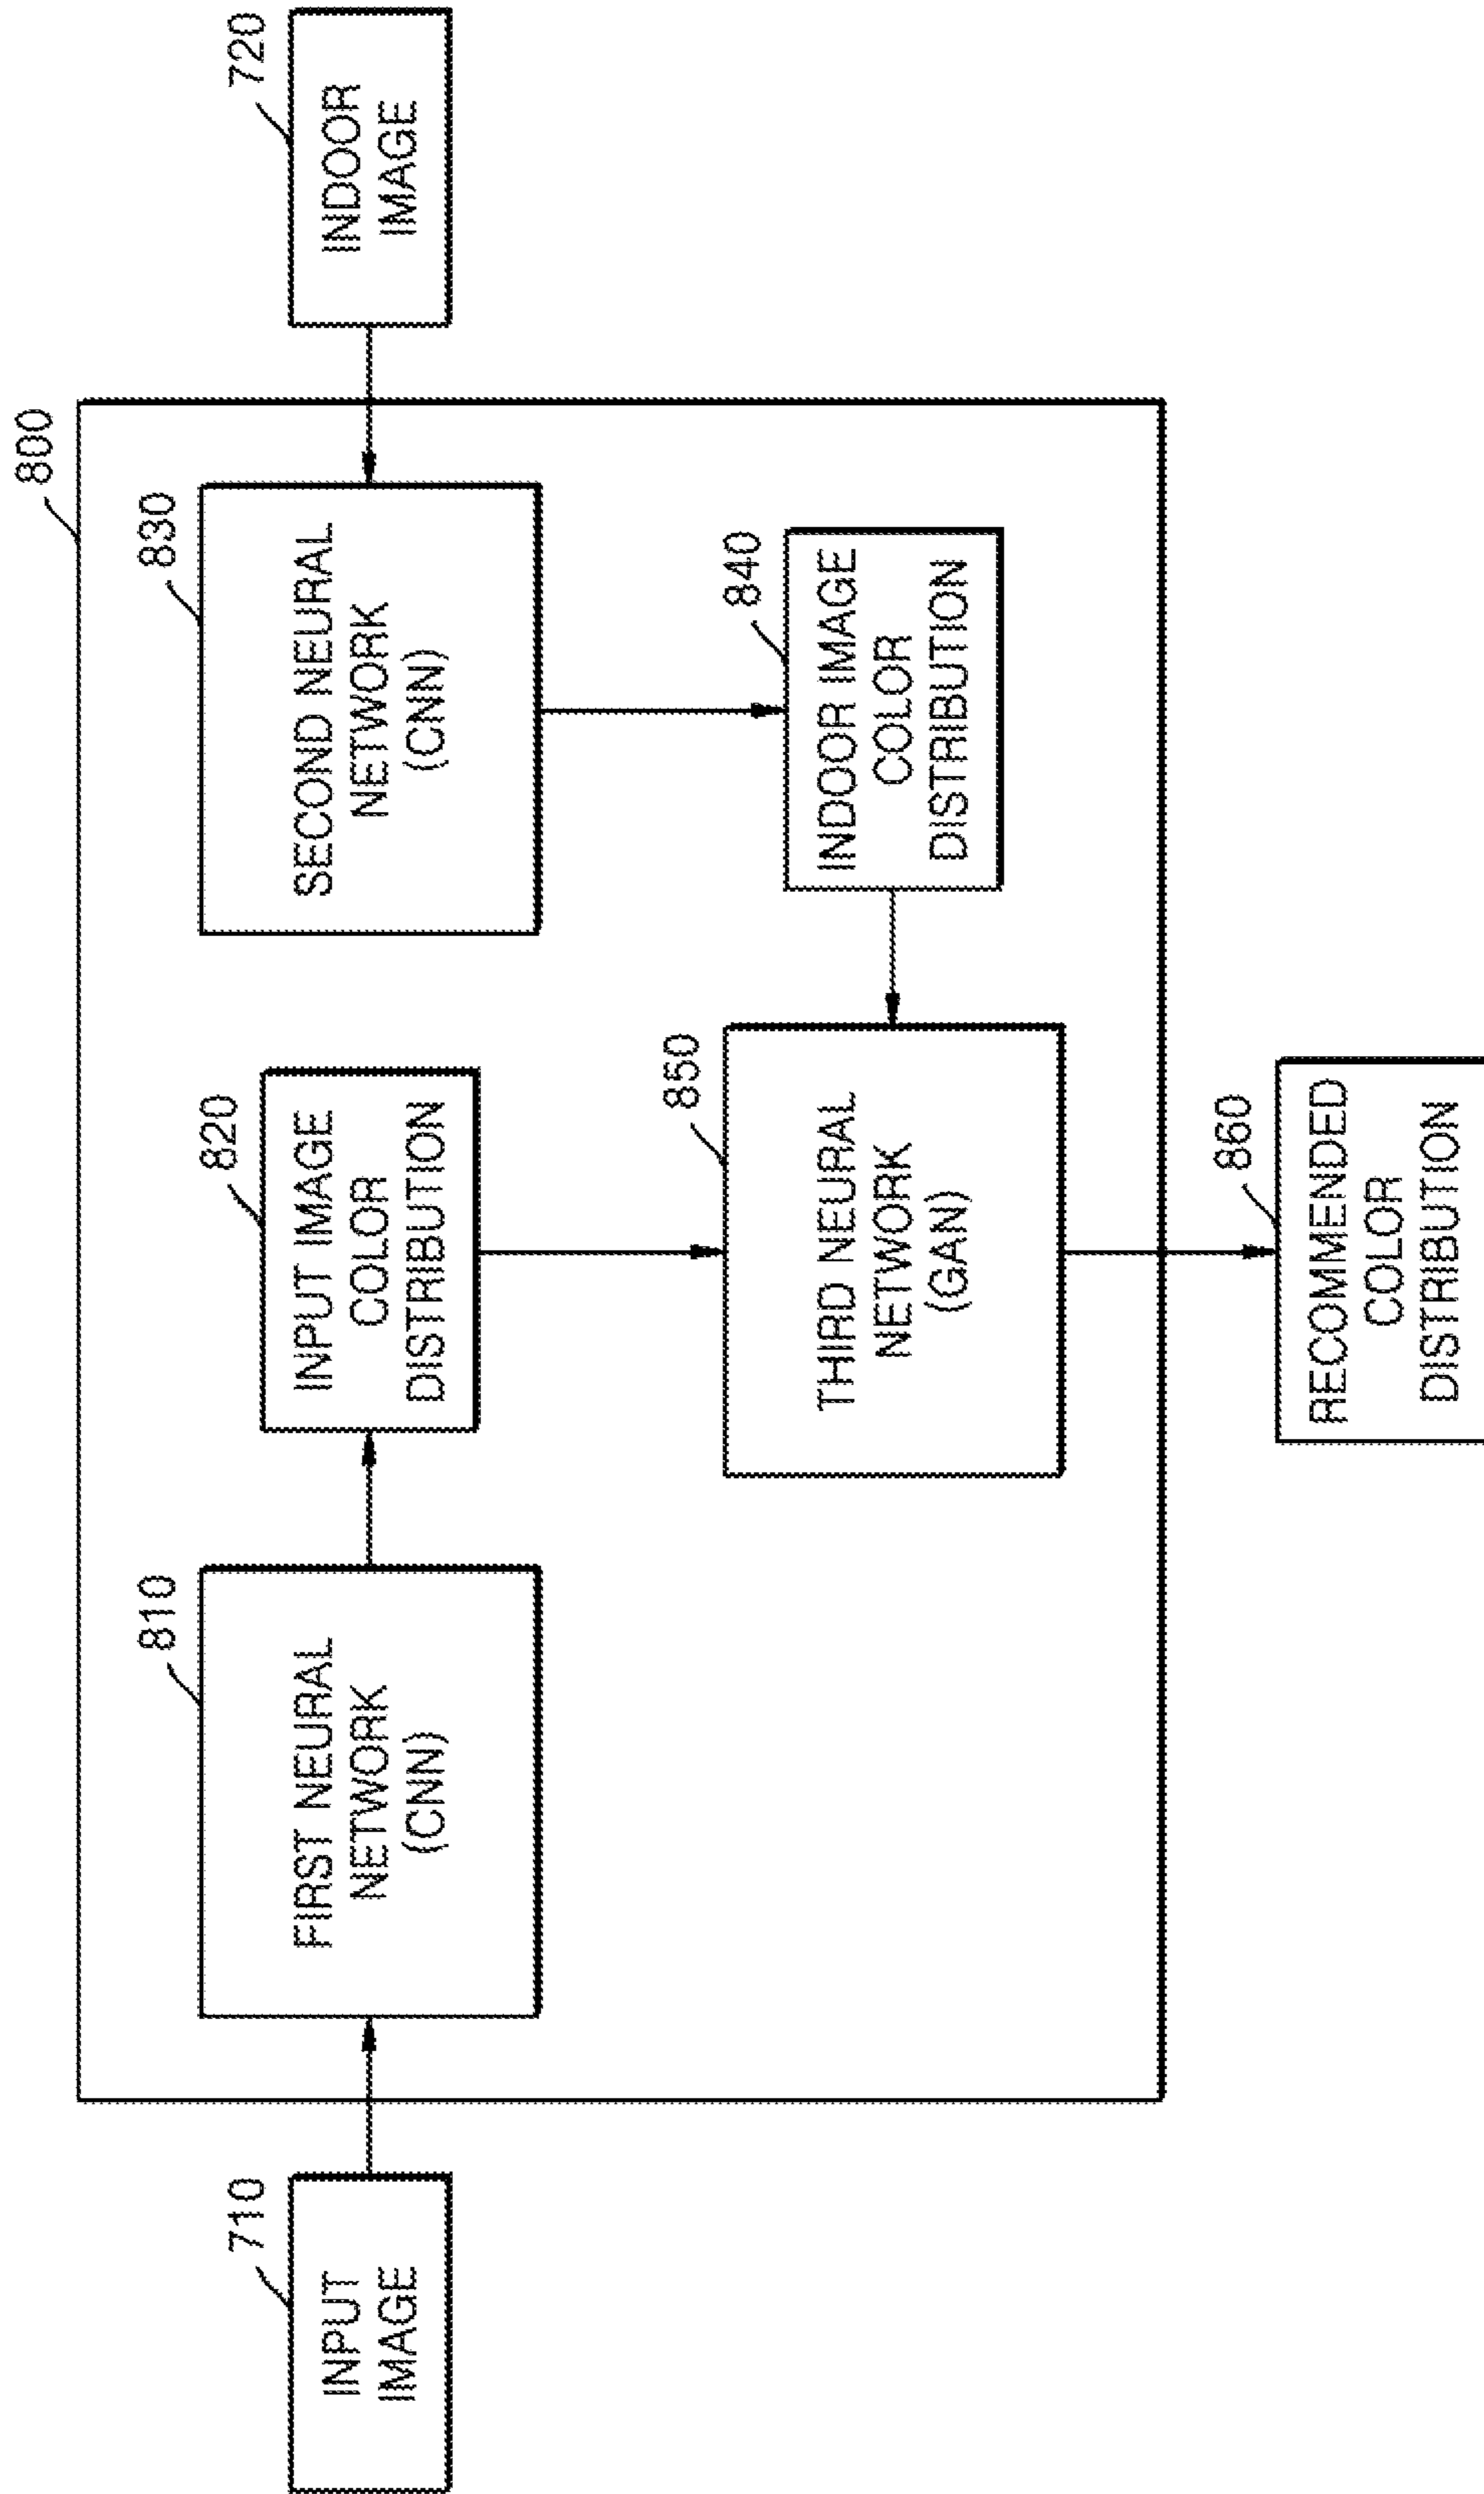 800
710
INPUT
IMAGE
810
FIRST NEURAL
NETWORK
(CNN)
820
INPUT IMAGE
COLOR
DISTRIBUTION
830
SECOND NEURAL
NETWORK
(CNN)
720
INDOOR
IMAGE
850
THIRD NEURAL
NETWORK
(GAN)
840
INDOOR IMAGE
COLOR
DISTRIBUTION
860
RECOMMENDED
COLOR
DISTRIBUTION